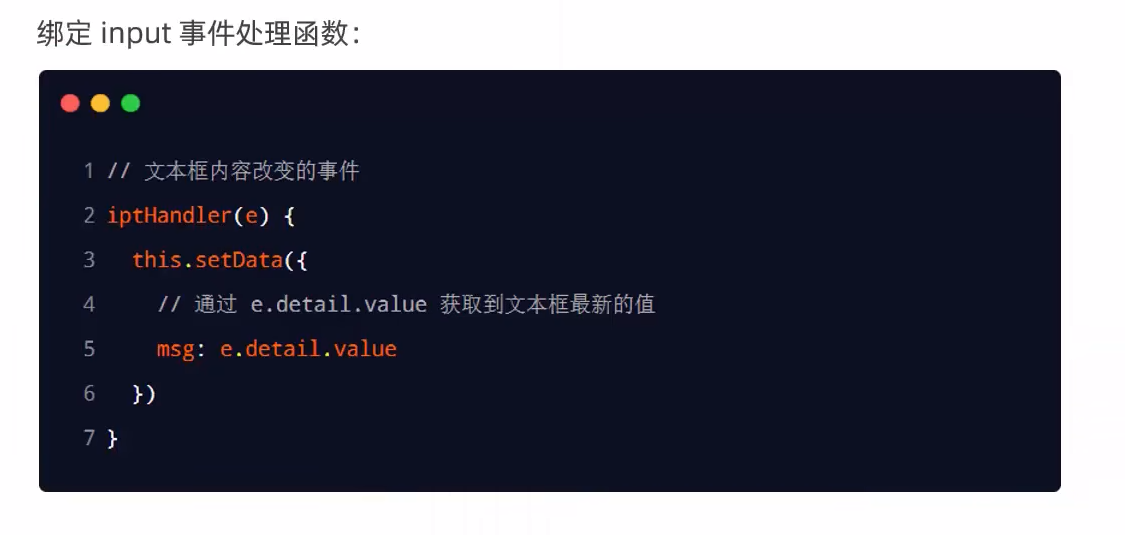 绑定 input 事件处理函数：
1 // 文本框内容改变的事件
2 iptHandler(e) {
3   this.setData({
4     // 通过 e.detail.value 获取到文本框最新的值
5     msg: e.detail.value
6   })
7 }